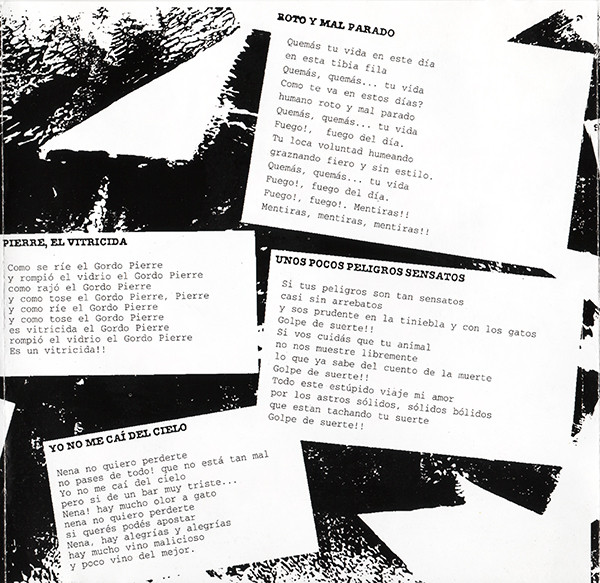 ROTO Y MAL PARADO
Quemás tu vida en este día
en esta tibia fila
Quemás, quemás... tu vida
Como te va en estos días?
humano roto y mal parado
Quemás, quemás... tu vida
Fuego!, fuego del día.
Tu loca voluntad humeando
graznando fiero y sin estilo.
Quemás, quemás... tu vida
Fuego!, fuego del día.
Fuego!, fuego!. Mentiras!!
Mentiras, mentiras, mentiras!!
PIERRE, EL VITRICIDA
Como se ríe el Gordo Pierre
y rompió el vidrio el Gordo Pierre
como rajó el Gordo Pierre
y como tose el Gordo Pierre, Pierre
y como ríe el Gordo Pierre
y como tose el Gordo Pierre
es vitricida el Gordo Pierre
rompió el vidrio el Gordo Pierre
Es un vitricida!!
UNOS POCOS PELIGROS SENSATOS
Si tus peligros son tan sensatos
casi sin arrebatos
y sos prudente en la tiniebla y con los gatos
Golpe de suerte!!
Si vos cuidás que tu animal
no nos muestre libremente
lo que ya sabe del cuento de la muerte
Golpe de suerte!!
Todo este estúpido viaje mi amor
por los astros sólidos, sólidos bólidos
que estan tachando tu suerte
Golpe de suerte!!
YO NO ME CAÍ DEL CIELO
Nena no quiero perderte
no pases de todo! que no está tan mal
Yo no me caí del cielo
pero si de un bar muy triste...
Nena! hay mucho olor a gato
nena no quiero perderte
si querés podés apostar
Nena, hay alegrías y alegrías
hay mucho vino malicioso
y poco vino del mejor.